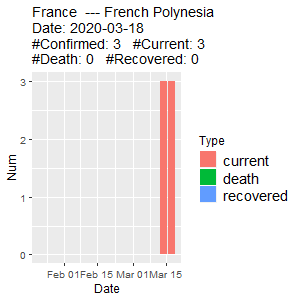 France --- French Polynesia
Date: 2020-03-18
#Confirmed: 3 #Current: 3
#Death: 0 #Recovered: 0
3
2
1
0
Num
Feb 01 Feb 15 Mar 01 Mar 15
Date
Type
current
death
recovered